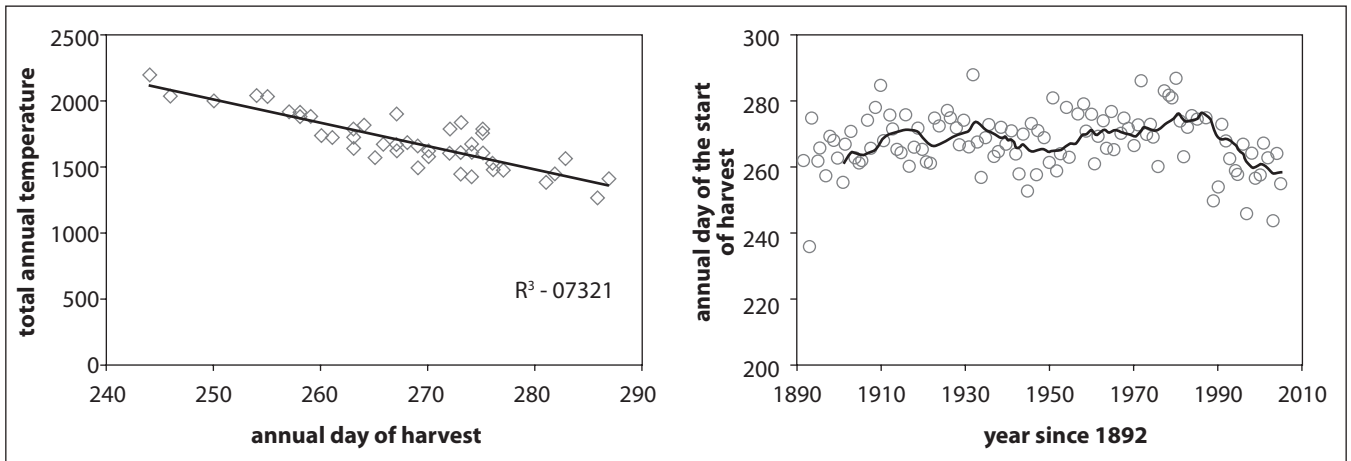 2500
2000
1500
1000
500
0
total annual temperature
R³ - 07321
240 250 260 270 280 290
annual day of harvest
300
280
260
240
220
200
annual day of the start
of harvest
1890 1910 1930 1950 1970 1990 2010
year since 1892